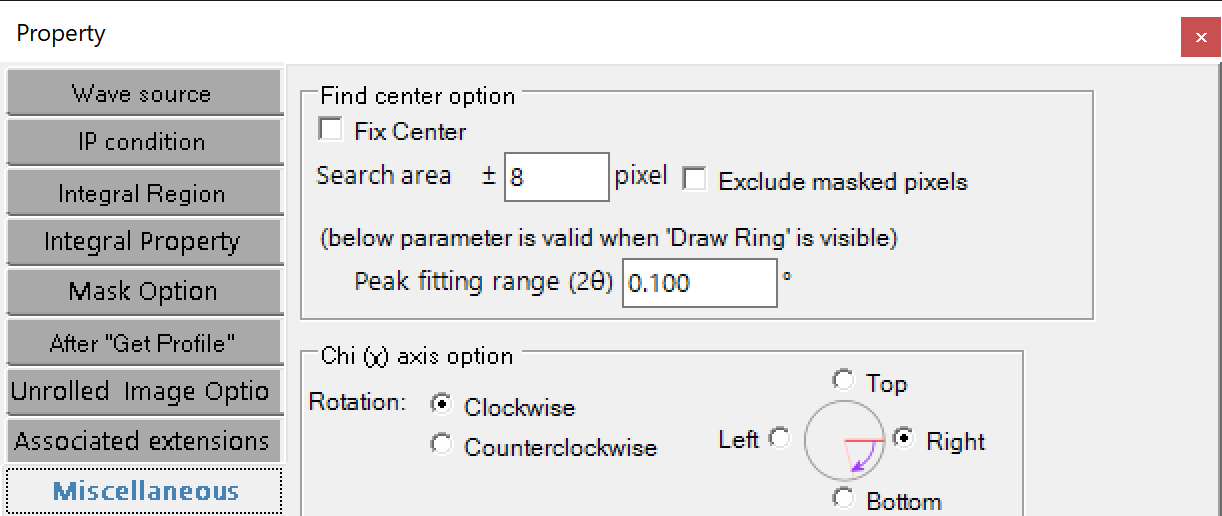 Property
×
Wave source
IP condition
Integral Region
Integral Property
Mask Option
After "Get Profile"
Unrolled Image Optio
Associated extensions
Miscellaneous
Find center option
Fix Center
Search area ± 8 pixel Exclude masked pixels
(below parameter is valid when 'Draw Ring' is visible)
Peak fitting range (2θ) 0.100 °
Chi (χ) axis option
Top
Rotation: Clockwise
Left Right
Counterclockwise
Bottom